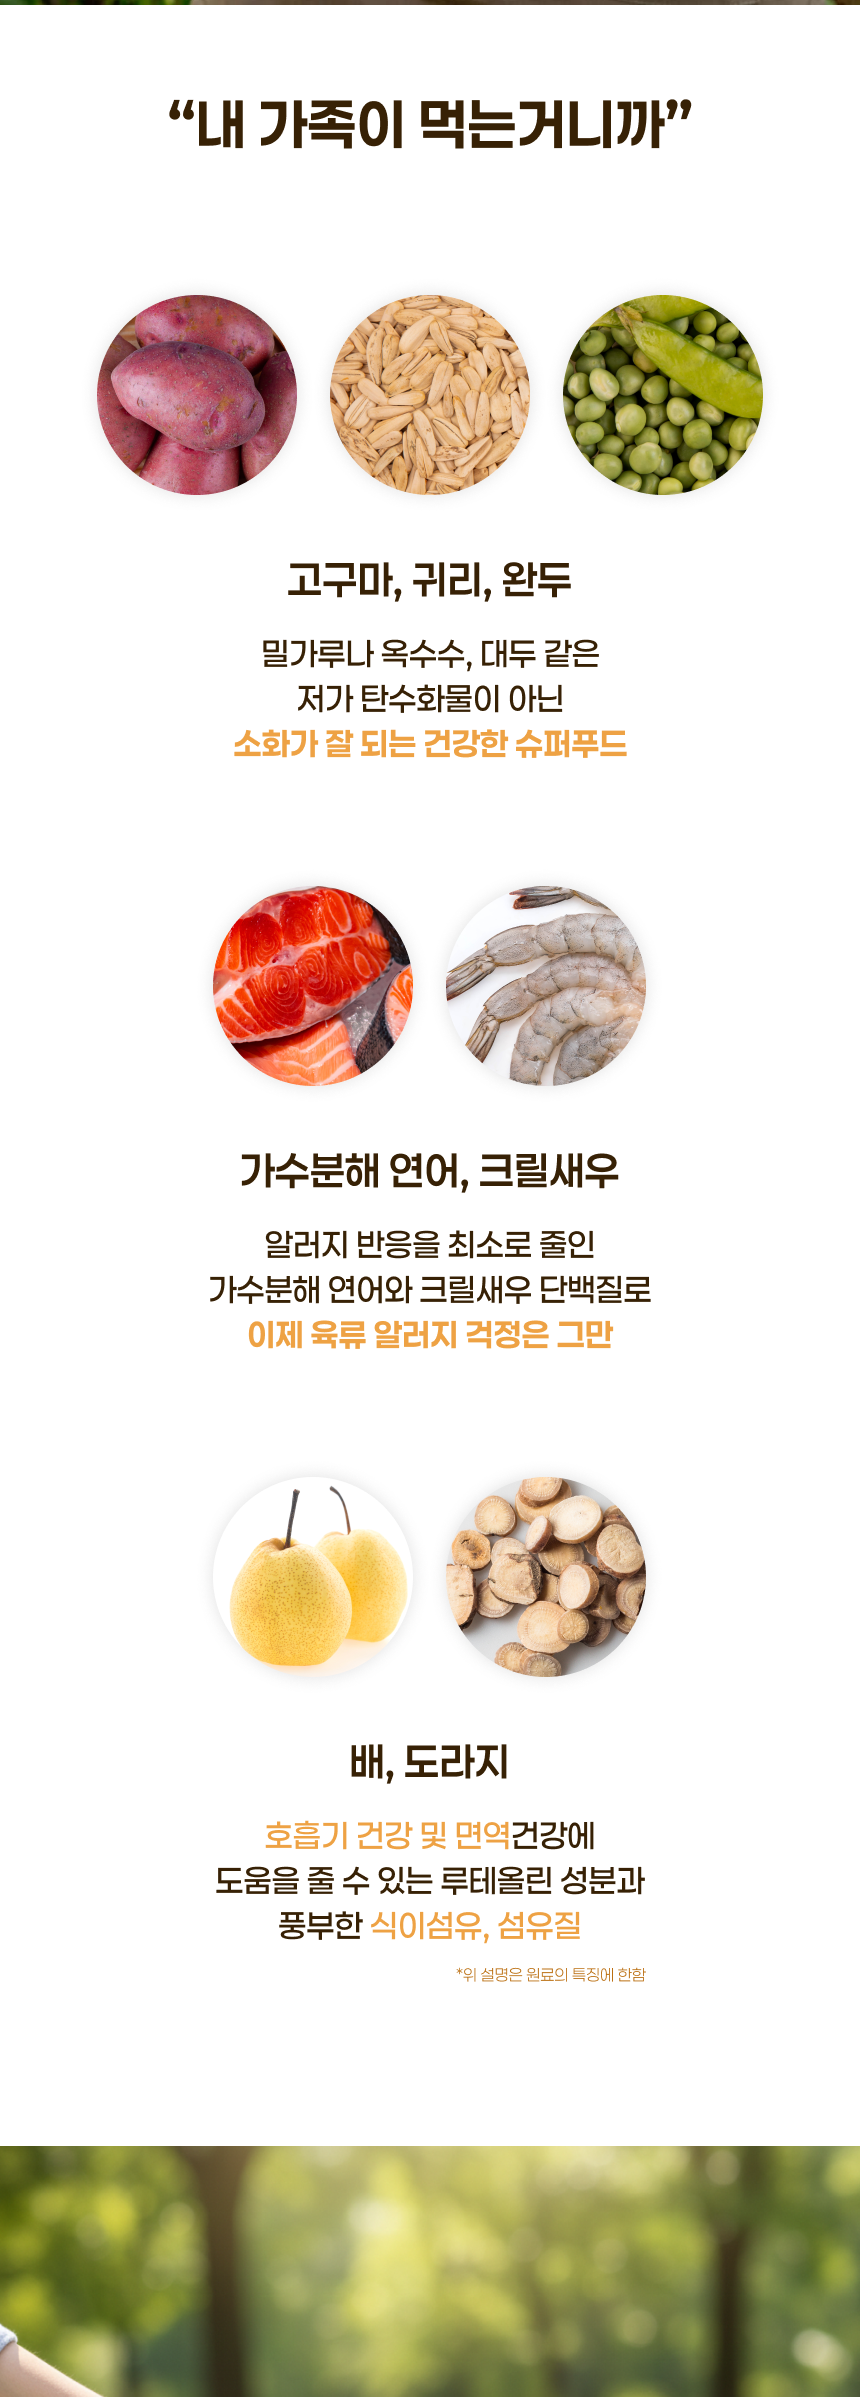 “내 가족이 먹는거니까”
고구마, 귀리, 완두
밀가루나 옥수수, 대두 같은
저가 탄수화물이 아닌
소화가 잘 되는 건강한 슈퍼푸드
가수분해 연어, 크릴새우
알러지 반응을 최소로 줄인
가수분해 연어와 크릴새우 단백질로
이제 육류 알러지 걱정은 그만
배, 도라지
호흡기 건강 및 면역건강에
도움을 줄 수 있는 루테올린 성분과
풍부한 식이섬유, 섬유질
*위 설명은 원료의 특징에 한함